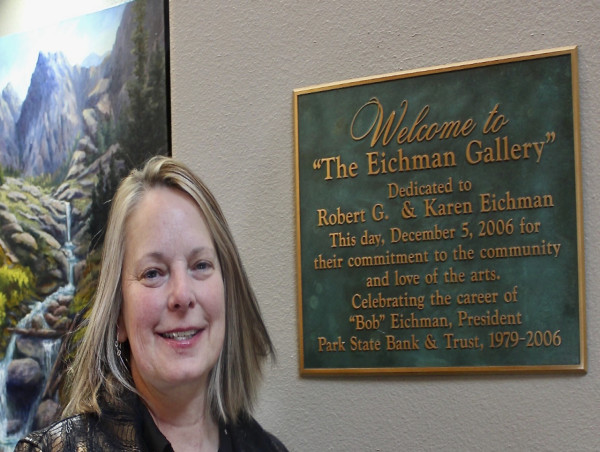 Welcome to
"The Eichman Gallery"
Dedicated to
Robert G. & Karen Eichman
This day, December 5, 2006 for
their commitment to the community
and love of the arts.
Celebrating the career of
"Bob" Eichman, President
Park State Bank & Trust, 1979-2006